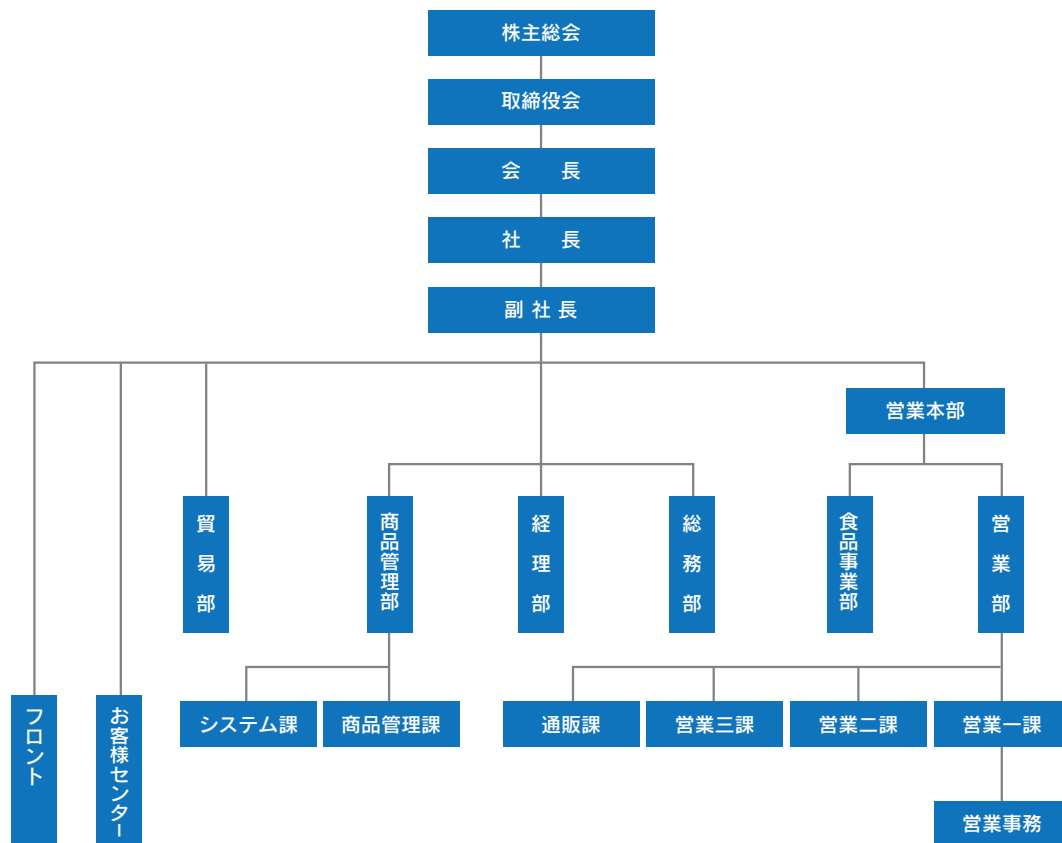 株主総会
取締役会
会　　長
社　　長
副 社 長
営業本部
貿易部
商品管理部
経理部
総務部
食品事業部
営業部
フロント
お客様センター
システム課
商品管理課
通販課
営業三課
営業二課
営業一課
営業事務